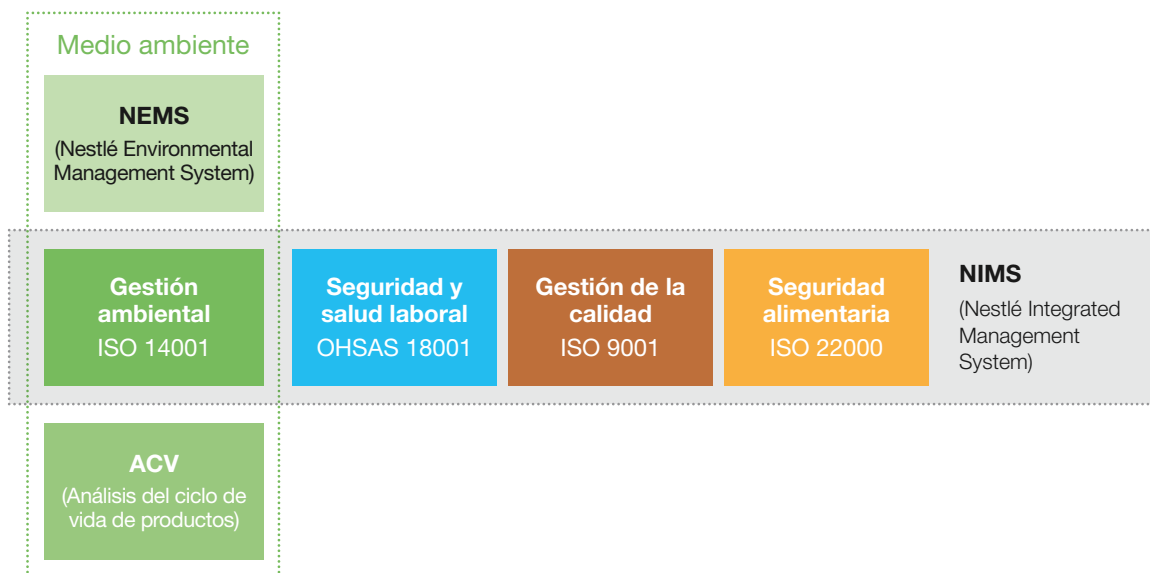 Medio ambiente
NEMS
(Nestlé Environmental
Management System)
Gestión
ambiental
ISO 14001
Seguridad y
salud laboral
OHSAS 18001
Gestión de la
calidad
ISO 9001
Seguridad
alimentaria
ISO 22000
NIMS
(Nestlé Integrated
Management
System)
ACV
(Análisis del ciclo de
vida de productos)